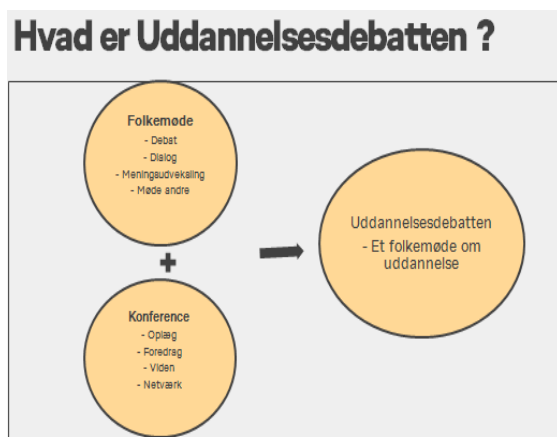 Hvad er Uddannelsesdebatten ?
Folkemøde
- Debat
- Dialog
- Meningsudveksling
- Møde andre
+
Konference
- Oplæg
- Foredrag
- Viden
- Netværk
Uddannelsesdebatten
- Et folkemøde om
uddannelse